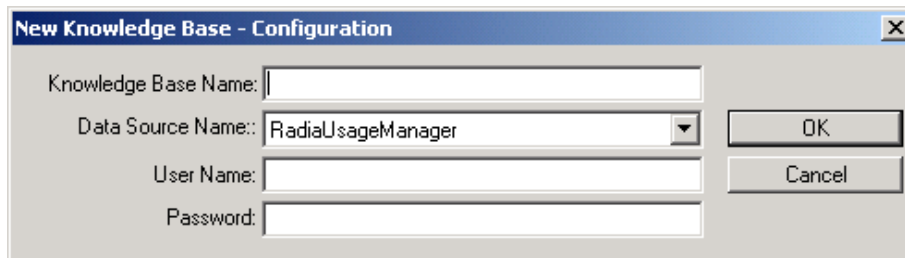 New Knowledge Base - Configuration
Knowledge Base Name:
Data Source Name:: RadiaUsageManager
OK
User Name:
Cancel
Password: